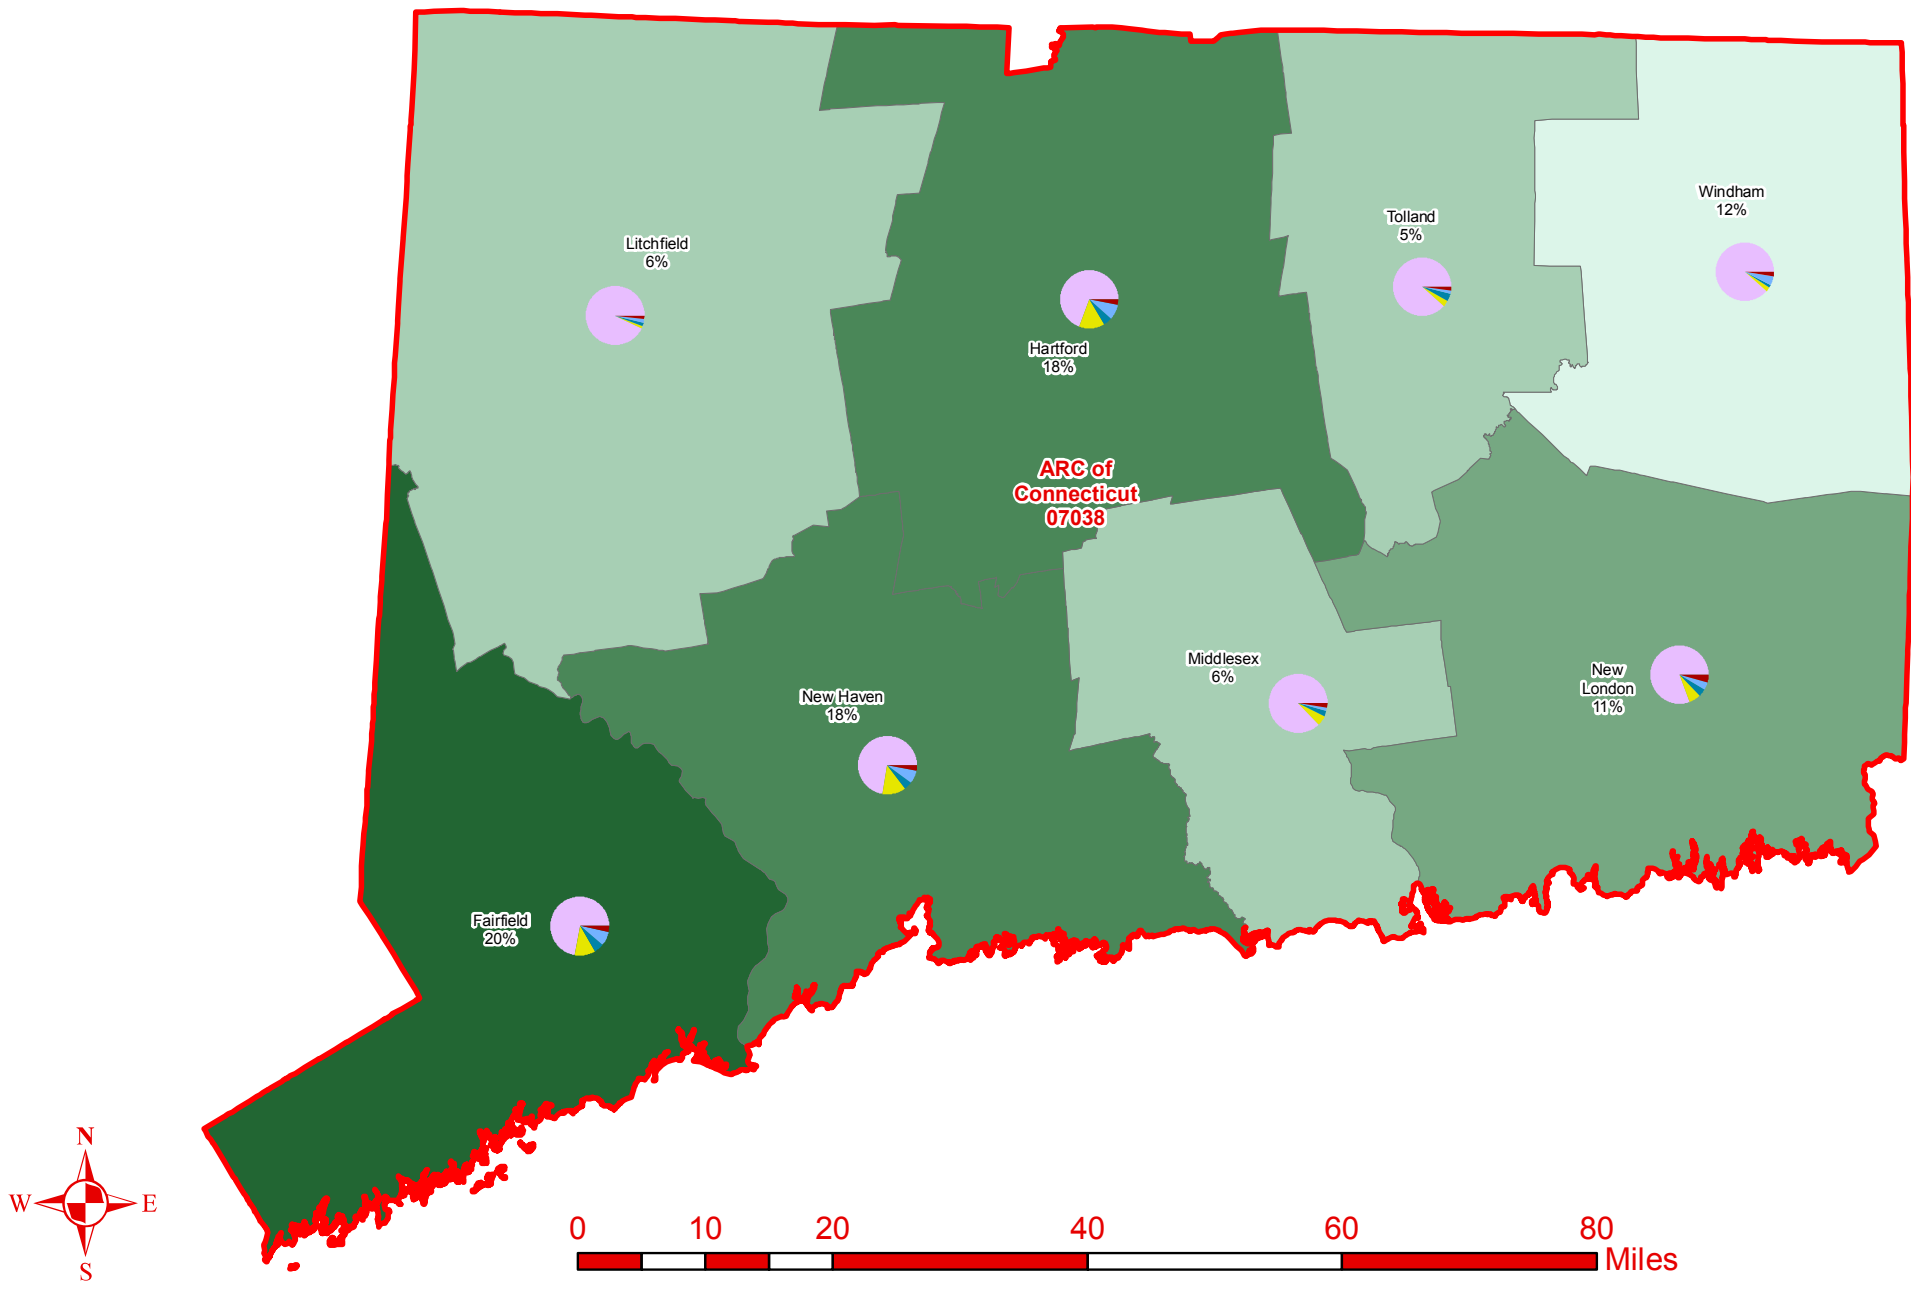 Windham
12%
Tolland
5%
Litchfield
6%
Hartford
18%
ARC of
Connecticut
07038
Middlesex
6%
New
London
11%
New Haven
18%
Fairfield
20%
N
W
E
S
0 10 20 40 60 80
Miles